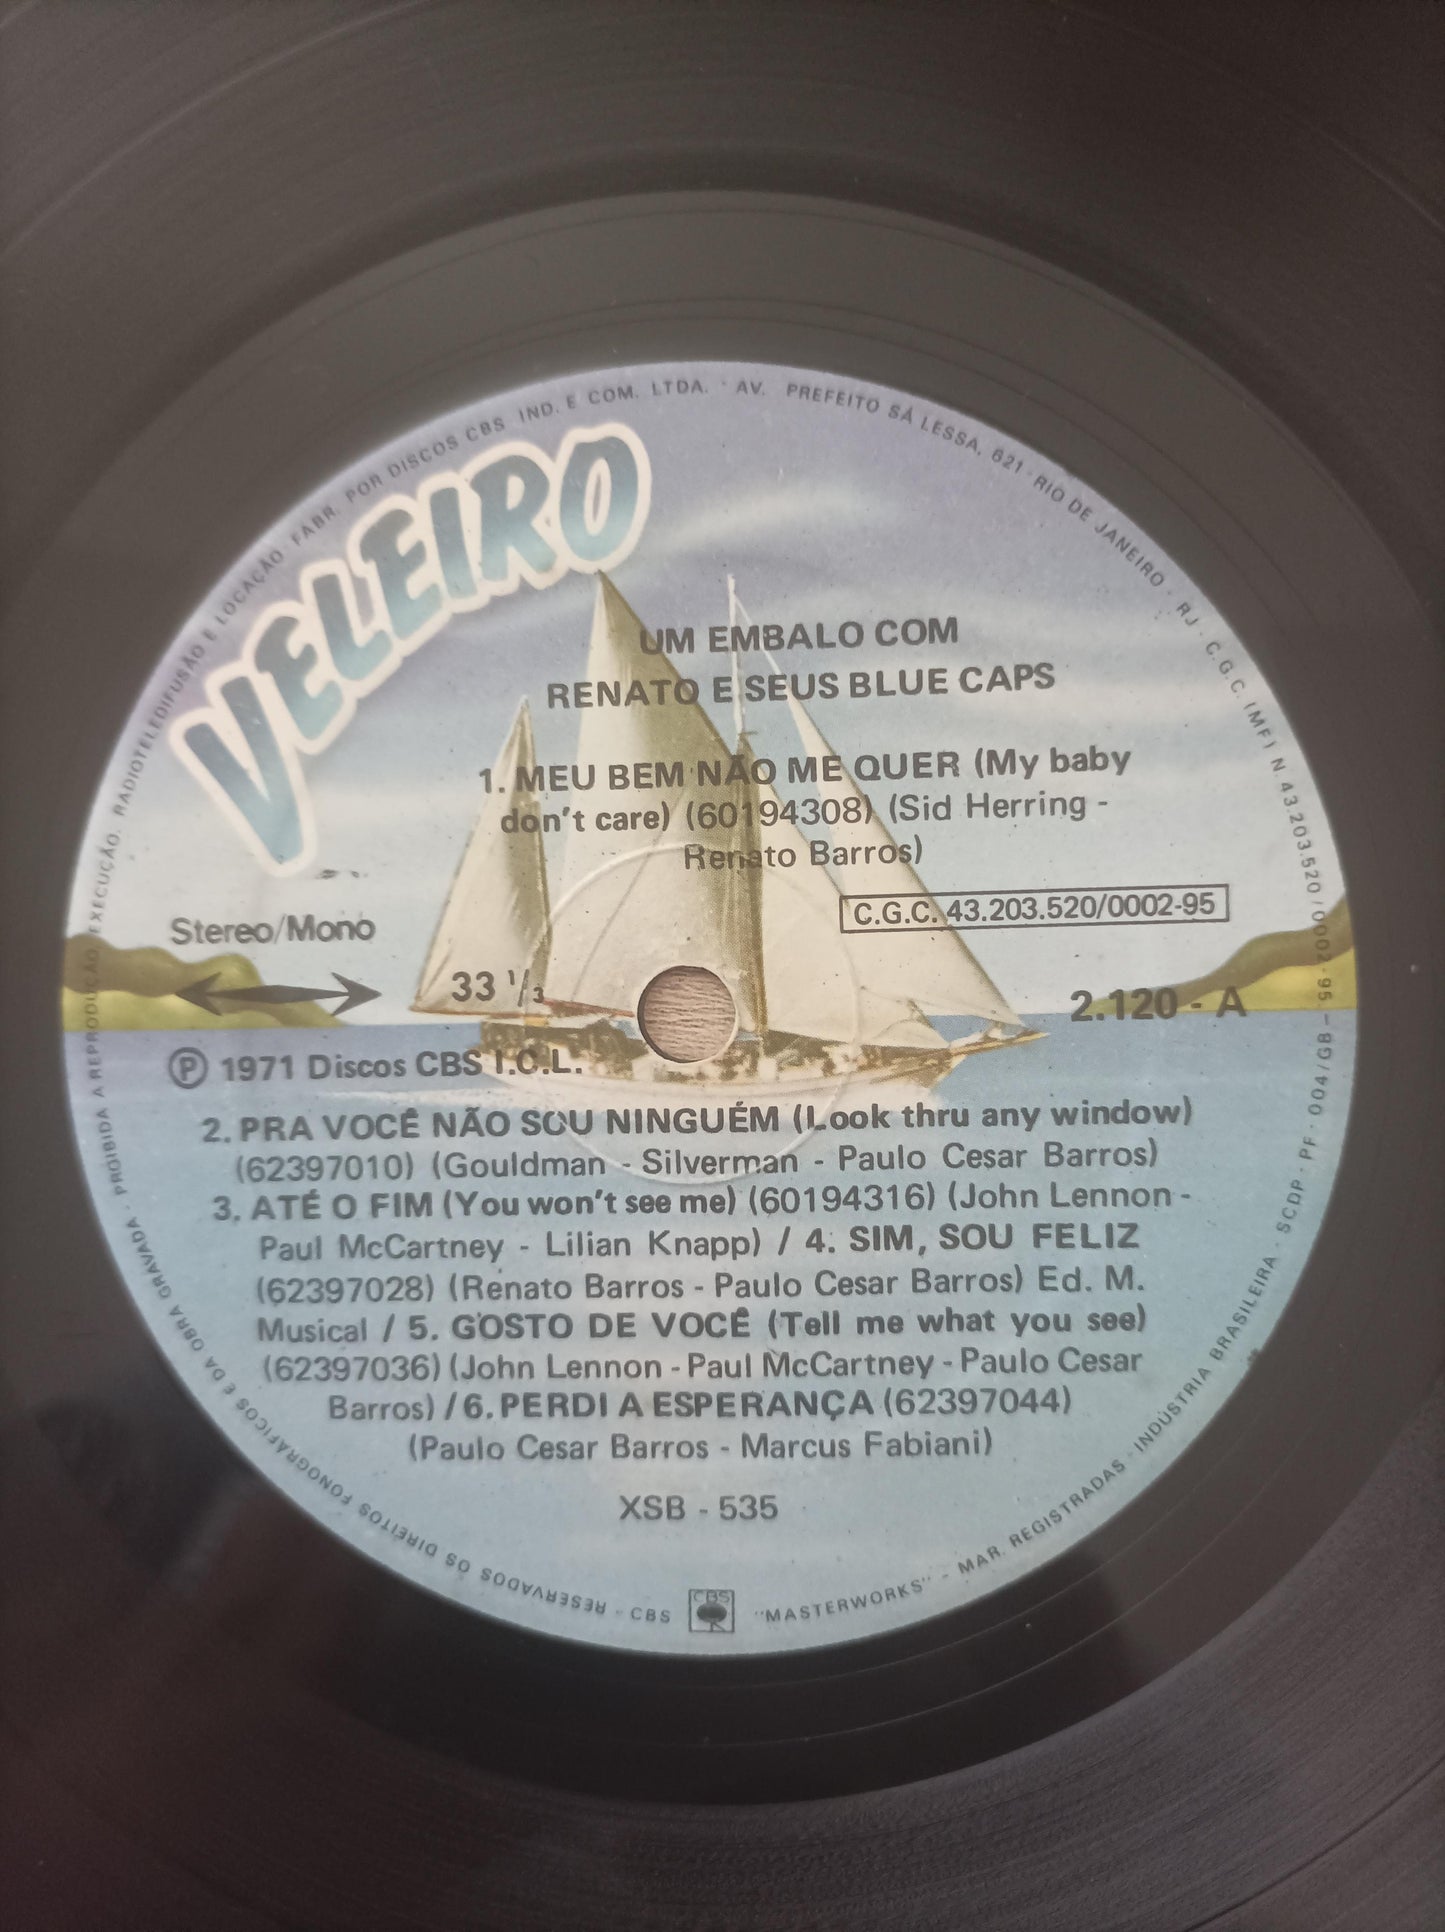 VELEIRO
UM EMBALO COM
RENATO E SEUS BLUE CAPS
1. MEU BEM NÃO ME QUER (My baby
don't care) (60194308) (Sid Herring -
Renato Barros)
C.G.C. 43.203.520/0002-95
Stereo/Mono
33 1/3
2.120 - A
Ⓟ 1971 Discos CBS I.C.L.
2. PRA VOCÊ NÃO SOU NINGUÉM (Look thru any window)
(62397010) (Gouldman - Silverman - Paulo Cesar Barros)
3. ATÉ O FIM (You won't see me) (60194316) (John Lennon -
Paul McCartney - Lilian Knapp) / 4. SIM, SOU FELIZ
(62397028) (Renato Barros - Paulo Cesar Barros) Ed. M.
Musical / 5. GOSTO DE VOCÊ (Tell me what you see)
(62397036) (John Lennon - Paul McCartney - Paulo Cesar
Barros) / 6. PERDI A ESPERANÇA (62397044)
(Paulo Cesar Barros - Marcus Fabiani)
XSB - 535
RESERVADOS OS DIREITOS FONOGRÁFICOS E DA OBRA GRAVADA - PROIBIDA A REPRODUÇÃO, EXECUÇÃO, RADIOTELEDIFUSÃO E LOCAÇÃO - FABR. POR DISCOS CBS IND. E COM. LTDA. - AV. PREFEITO SÁ LESSA, 621 - RIO DE JANEIRO - RJ - C.G.C. (MF) N. 43.203.520/0002-95 - SCDP - PF - 004/GB - INDÚSTRIA BRASILEIRA
CBS CBS "MASTERWORKS" - MAR. REGISTRADAS